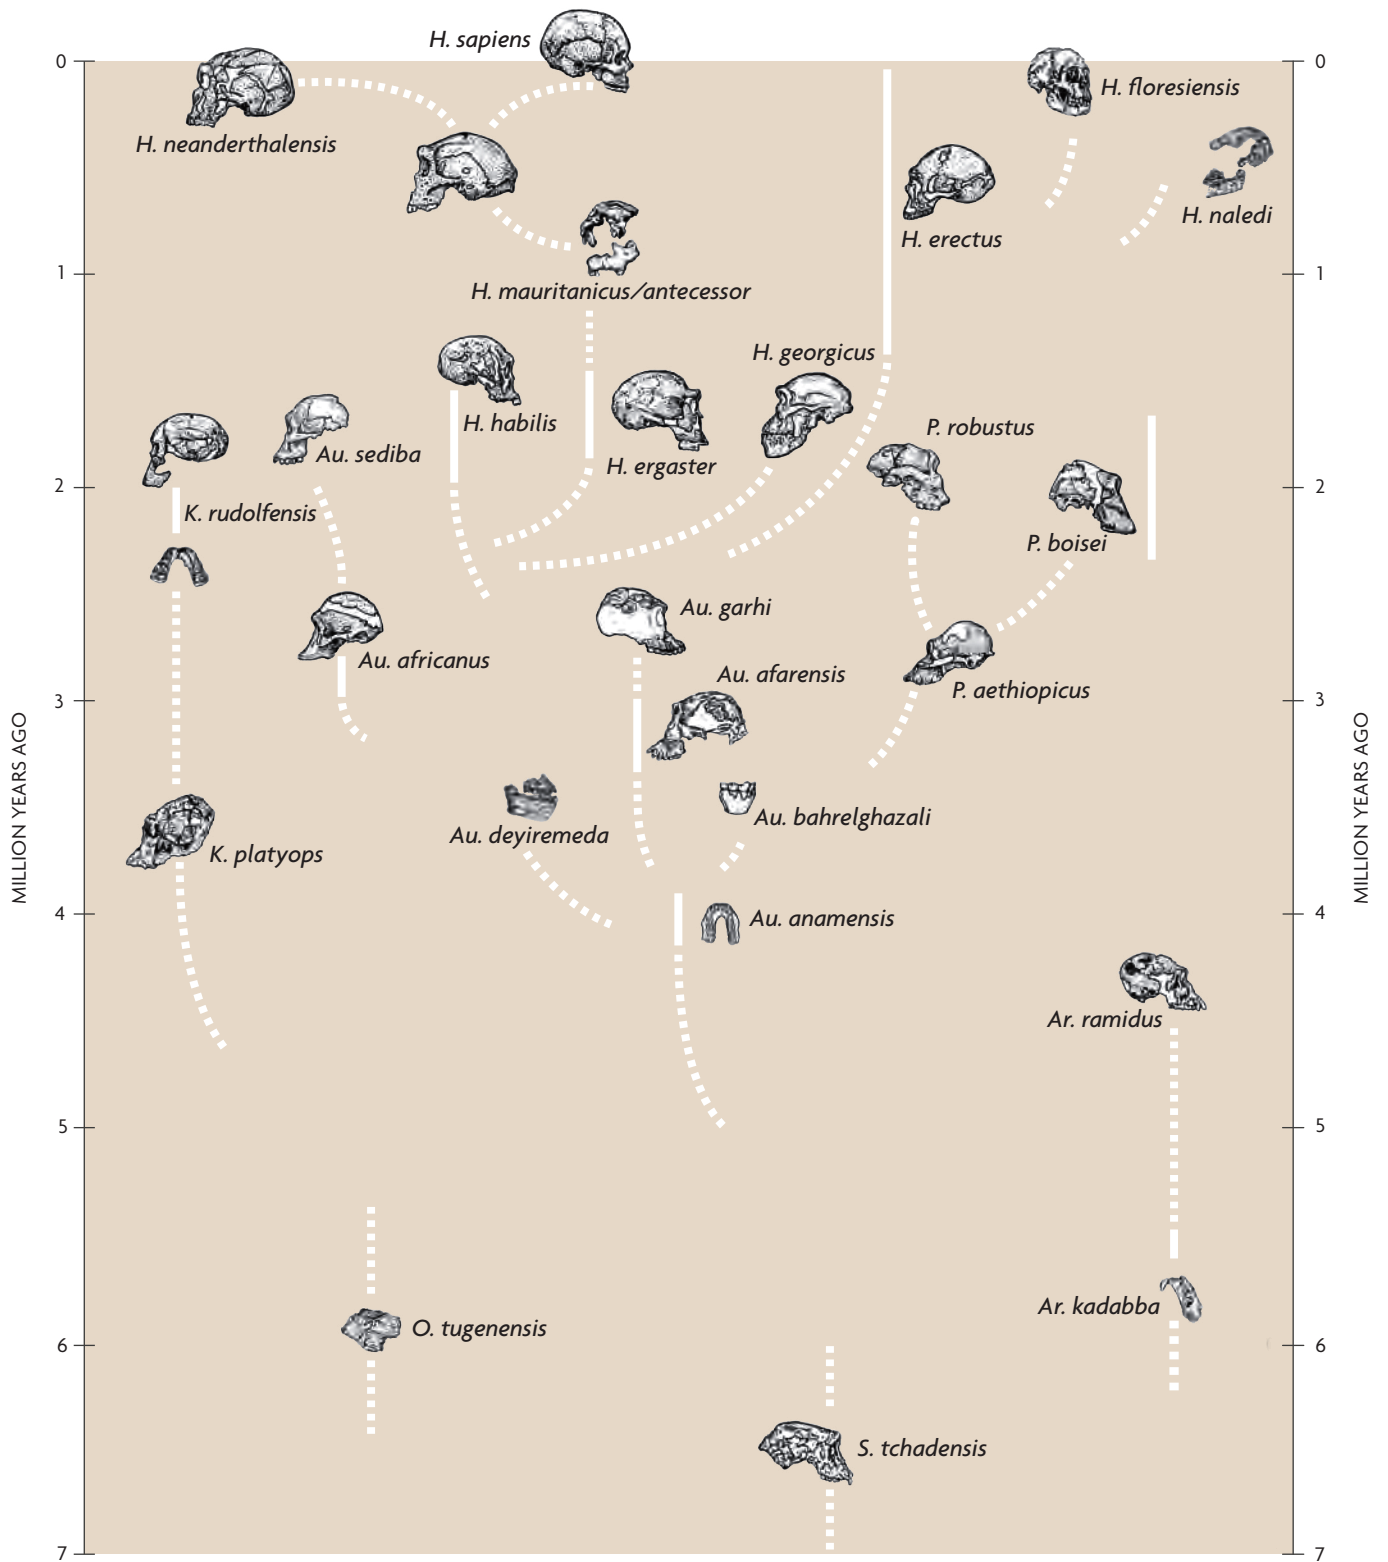 H. sapiens
0
0
H. floresiensis
H. neanderthalensis
H. naledi
H. erectus
1
1
H. mauritanicus/antecessor
H. georgicus
H. habilis
P. robustus
Au. sediba
H. ergaster
2
2
K. rudolfensis
P. boisei
Au. garhi
Au. africanus
Au. afarensis
P. aethiopicus
3
3
MILLION YEARS AGO
MILLION YEARS AGO
Au. bahrelghazali
Au. deyiremeda
K. platyops
4
4
Au. anamensis
Ar. ramidus
5
5
Ar. kadabba
O. tugenensis
6
6
S. tchadensis
7
7